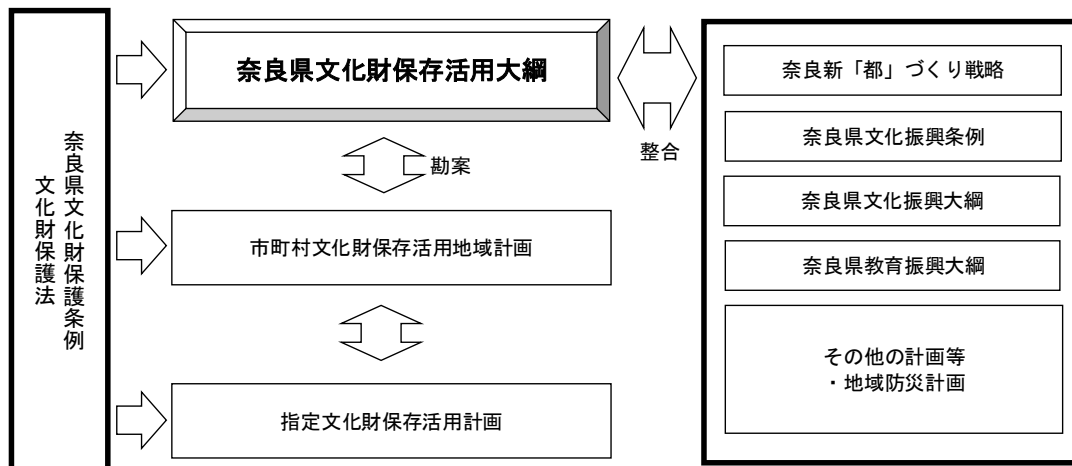 文化財保護法
奈良県文化財保護条例
奈良県文化財保存活用大綱
勘案
市町村文化財保存活用地域計画
指定文化財保存活用計画
整合
奈良新「都」づくり戦略
奈良県文化振興条例
奈良県文化振興大綱
奈良県教育振興大綱
その他の計画等
・地域防災計画